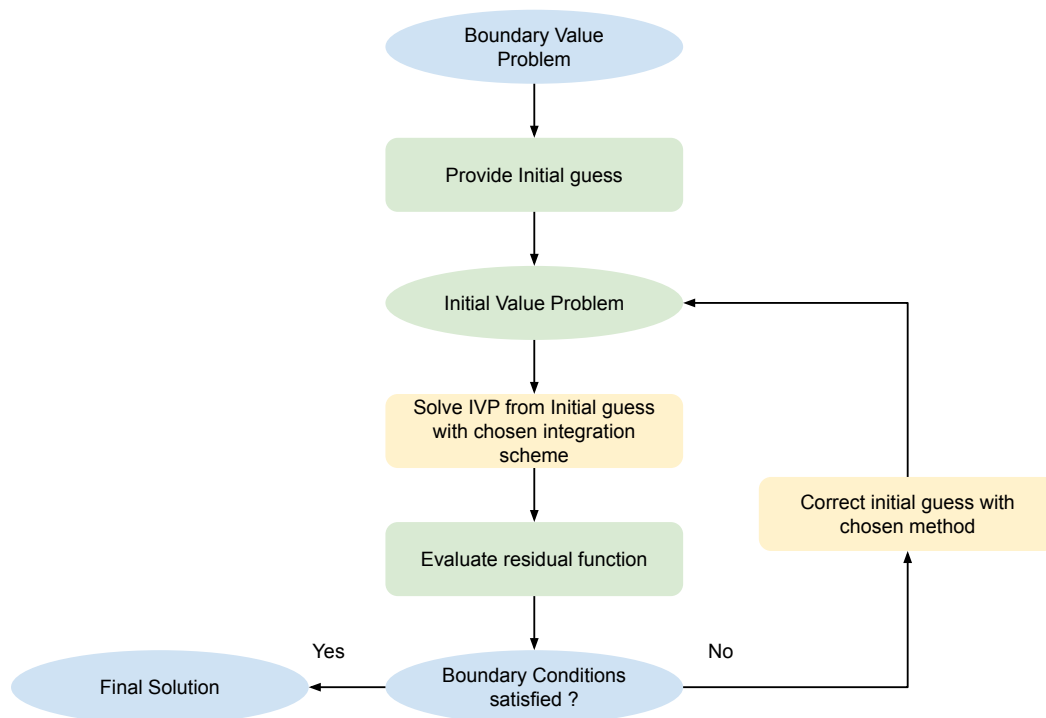 Boundary Value
Problem
Provide Initial guess
Initial Value Problem
Solve IVP from Initial guess
with chosen integration
scheme
Correct initial guess with
chosen method
Evaluate residual function
Yes
No
Final Solution
Boundary Conditions
satisfied ?